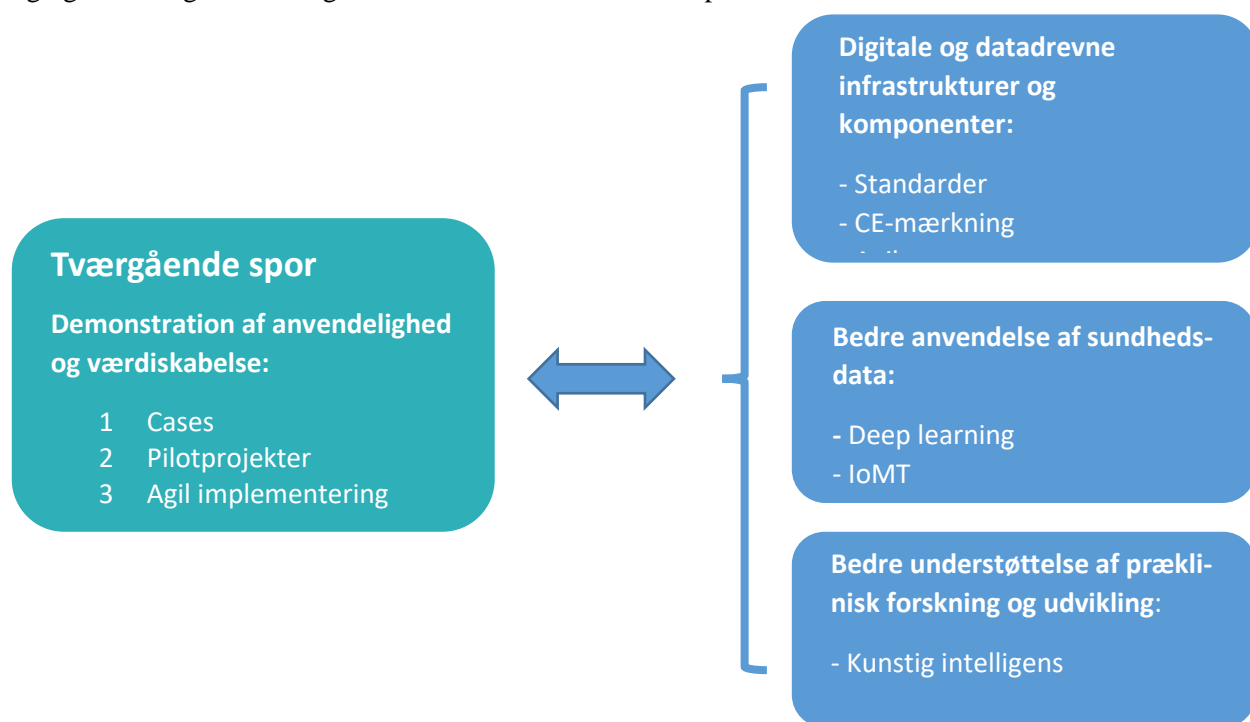 Tværgående spor
Demonstration af anvendelighed
og værdiskabelse:
1 Cases
2 Pilotprojekter
3 Agil implementering
Digitale og datadrevne
infrastrukturer og
komponenter:
- Standarder
- CE-mærkning
Bedre anvendelse af sundheds-
data:
- Deep learning
- IoMT
Bedre understøttelse af prækli-
nisk forskning og udvikling:
- Kunstig intelligens